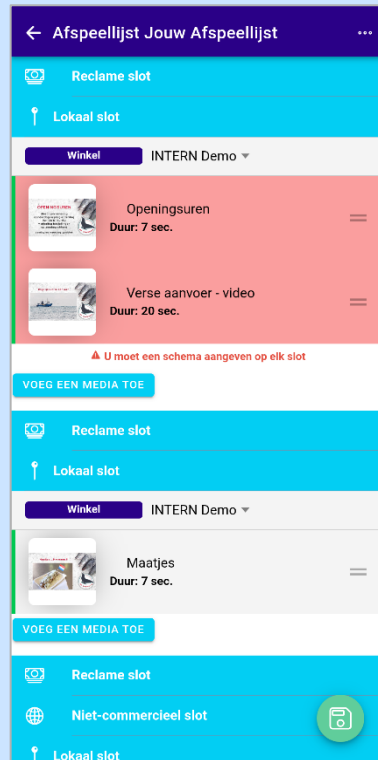 Afspeellijst Jouw Afspeellijst
Reclame slot
Lokaal slot
Winkel INTERN Demo
OPENINGSUREN
Openingsuren
Duur: 7 sec.
Verse aanvoer - video
Duur: 20 sec.
U moet een schema aangeven op elk slot
VOEG EEN MEDIA TOE
Reclame slot
Lokaal slot
Winkel INTERN Demo
Maatjes
Duur: 7 sec.
VOEG EEN MEDIA TOE
Reclame slot
Niet-commercieel slot
Lokaal slot